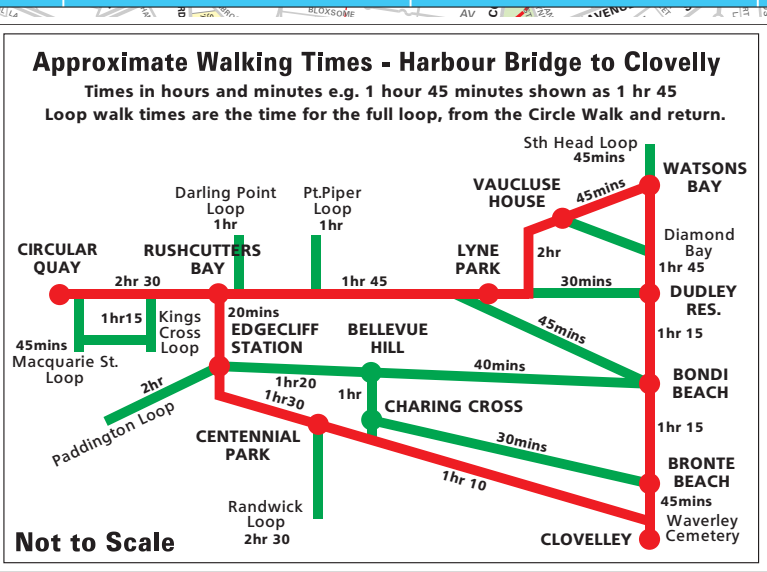 BLOXSOME
AV
AVENUE
Approximate Walking Times - Harbour Bridge to Clovelly
Times in hours and minutes e.g. 1 hour 45 minutes shown as 1 hr 45
Loop walk times are the time for the full loop, from the Circle Walk and return.
Sth Head Loop
45mins
WATSONS
BAY
VAUCLUSE
HOUSE
45mins
Darling Point
Loop
1hr
Pt.Piper
Loop
1hr
Diamond
Bay
1hr 45
CIRCULAR
QUAY
RUSHCUTTERS
BAY
LYNE
PARK
2hr
2hr 30
1hr 45
30mins
DUDLEY
RES.
1hr15
Kings
Cross
Loop
20mins
EDGECLIFF
STATION
BELLEVUE
HILL
45mins
1hr 15
45mins
Macquarie St.
Loop
40mins
BONDI
BEACH
2hr
Paddington Loop
1hr20
1hr30
1hr
CHARING CROSS
1hr 15
CENTENNIAL
PARK
30mins
BRONTE
BEACH
1hr 10
45mins
Randwick
Loop
2hr 30
Waverley
Cemetery
CLOVELLEY
Not to Scale